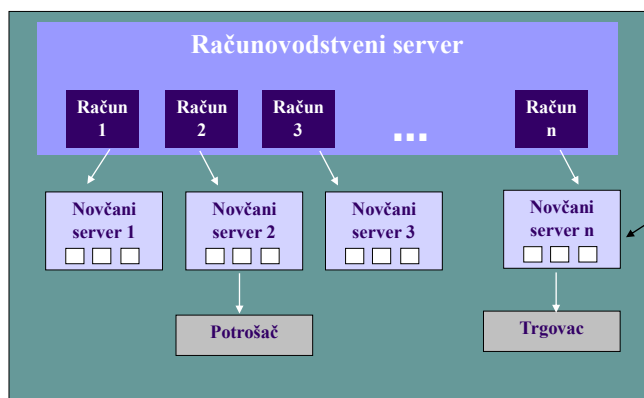 Računovodstveni server
Račun
1
Račun
2
Račun
3
...
Račun
n
Novčani
server 1
Novčani
server 2
Novčani
server 3
Novčani
server n
Potrošač
Trgovac